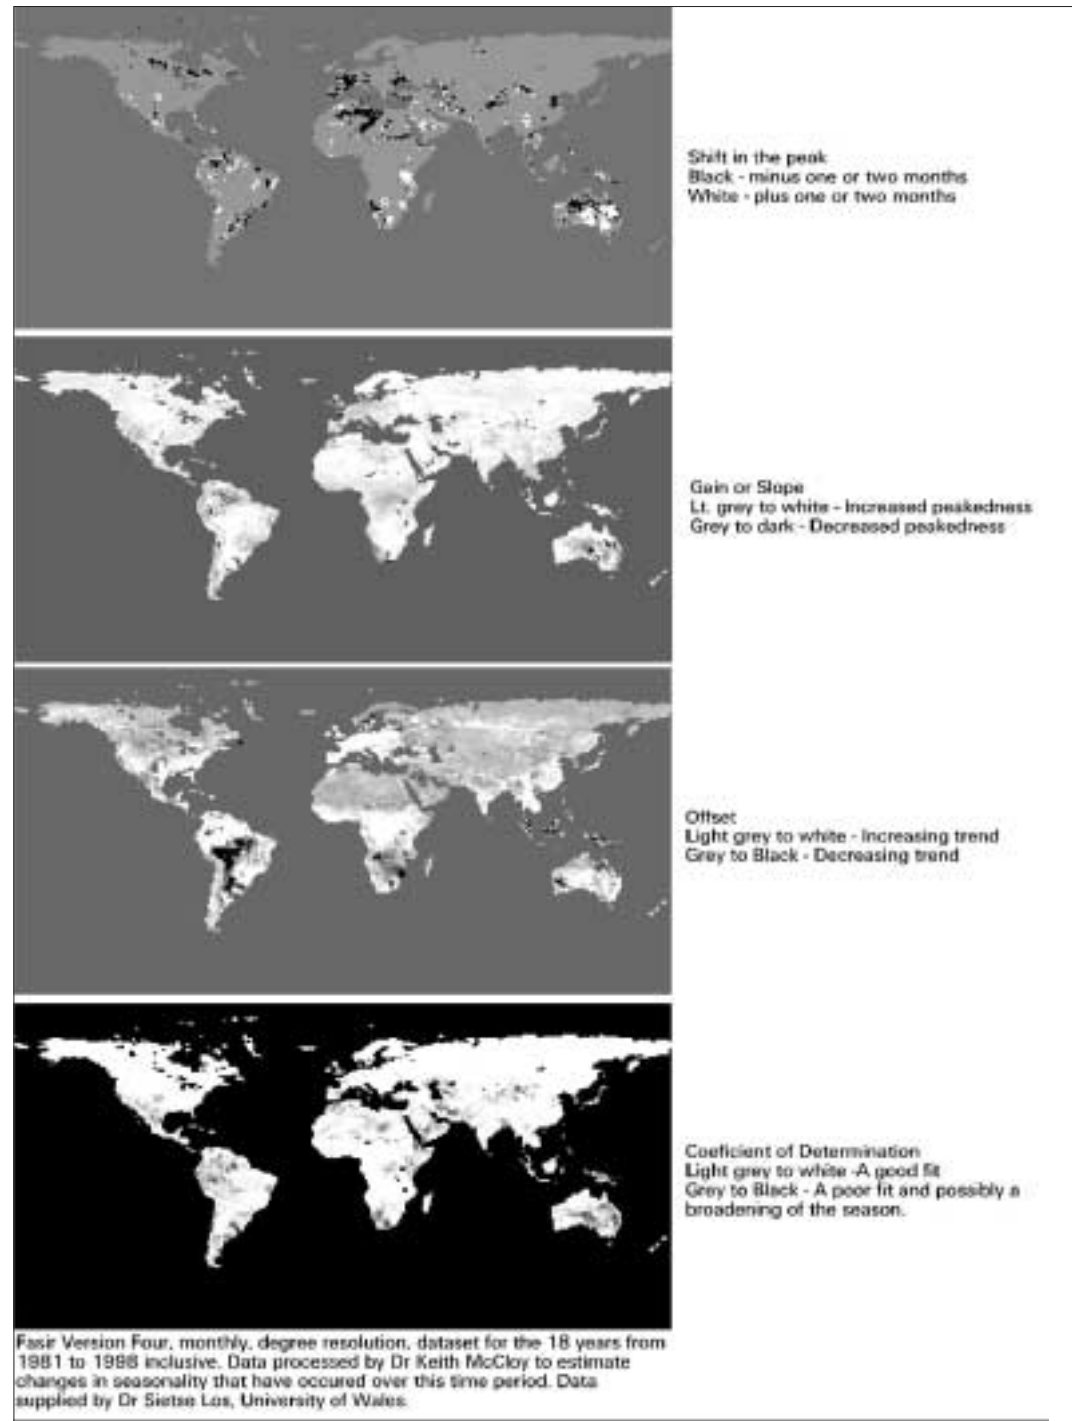 Shift in the peak
Black - minus one or two months
White - plus one or two months
Gain or Slope
Lt. grey to white - Increased peakedness
Grey to dark - Decreased peakedness
Offset
Light grey to white - Increasing trend
Grey to Black - Decreasing trend
Coeficient of Determination
Light grey to white -A good fit
Grey to Black - A poor fit and possibly a
broadening of the season.
Fasir Version Four, monthly, degree resolution, dataset for the 18 years from
1981 to 1998 inclusive. Data processed by Dr Keith McCloy to estimate
changes in seasonality that have occured over this time period. Data
supplied by Dr Sietse Los, University of Wales.